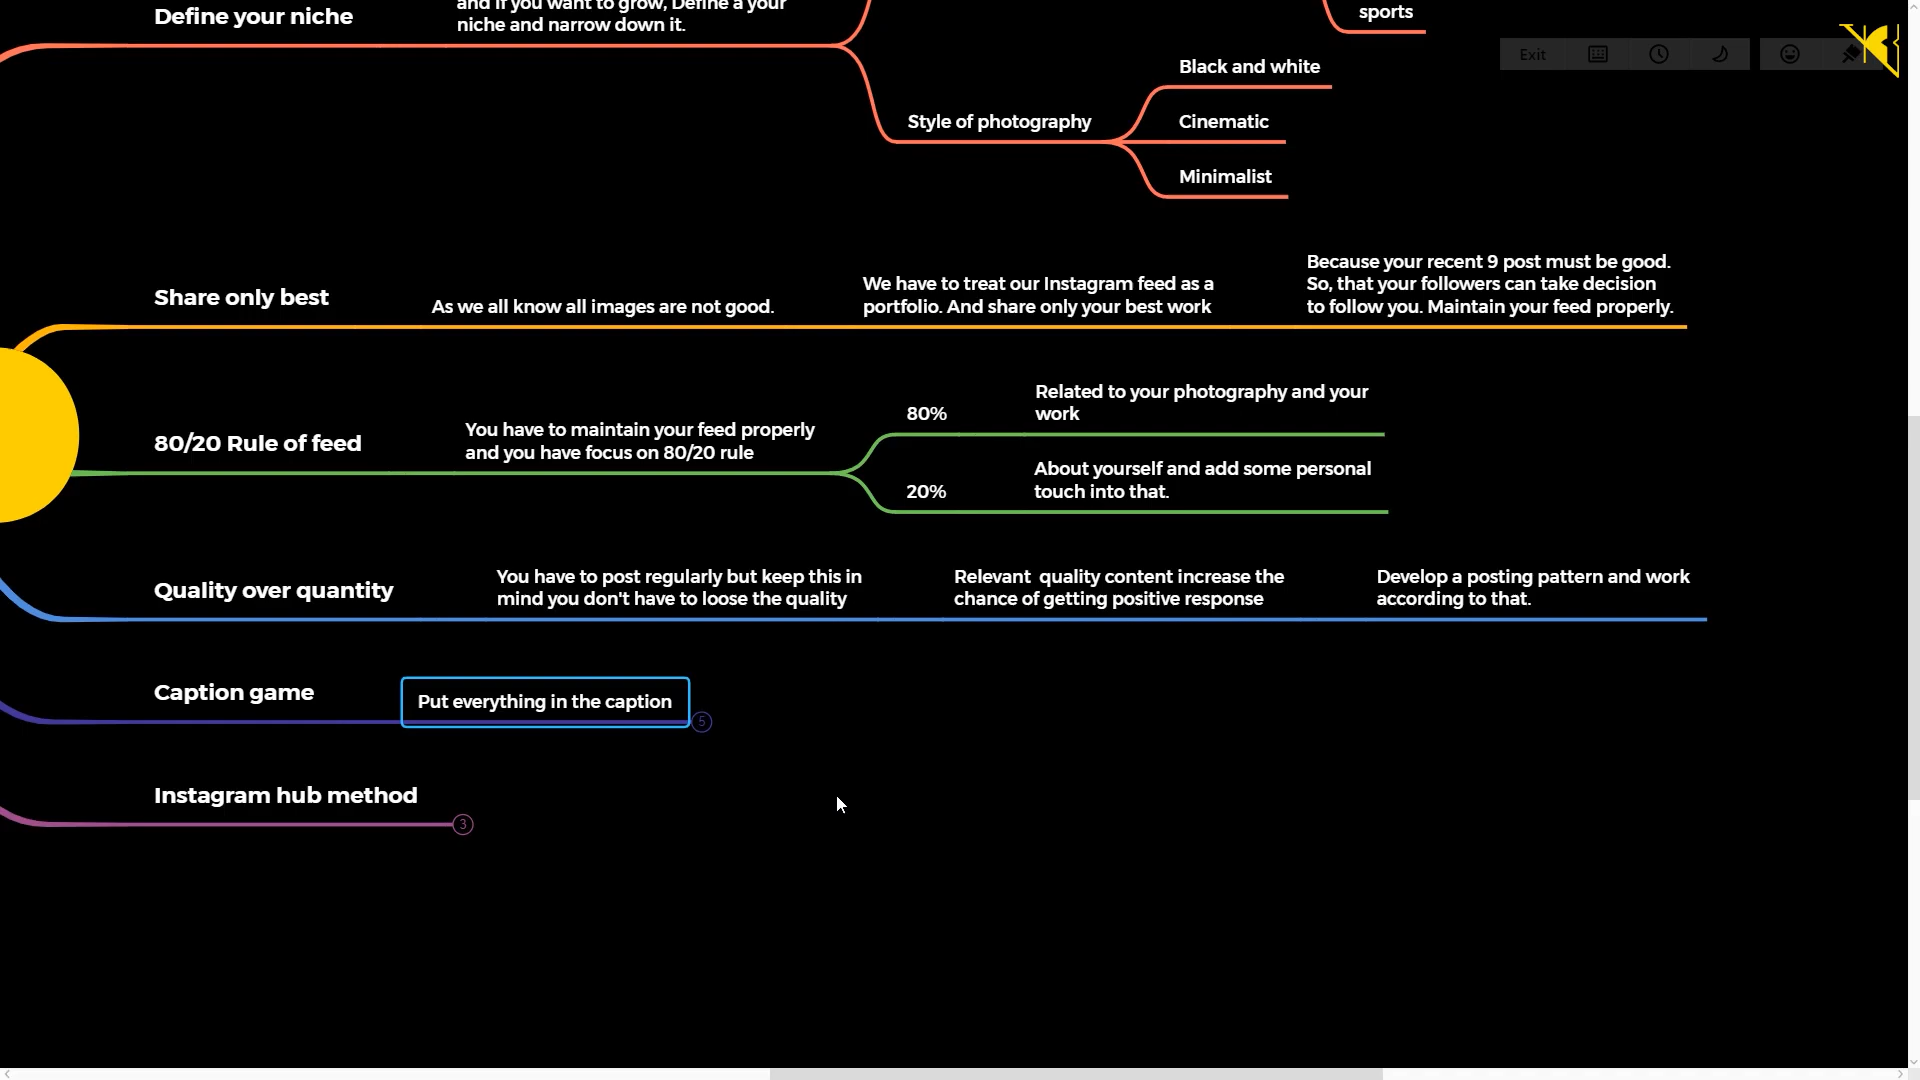 and if you want to grow, Define a your
Define your niche
niche and narrow down it.
sports
Exit
Black and white
Style of photography
Cinematic
Minimalist
Share only best
As we all know all images are not good.
We have to treat our Instagram feed as a
portfolio. And share only your best work
Because your recent 9 post must be good.
So, that your followers can take decision
to follow you. Maintain your feed properly.
80/20 Rule of feed
You have to maintain your feed properly
and you have focus on 80/20 rule
80%
Related to your photography and your
work
20%
About yourself and add some personal
touch into that.
Quality over quantity
You have to post regularly but keep this in
mind you don't have to loose the quality
Relevant  quality content increase the
chance of getting positive response
Develop a posting pattern and work
according to that.
Caption game
Put everything in the caption
5
Instagram hub method
3